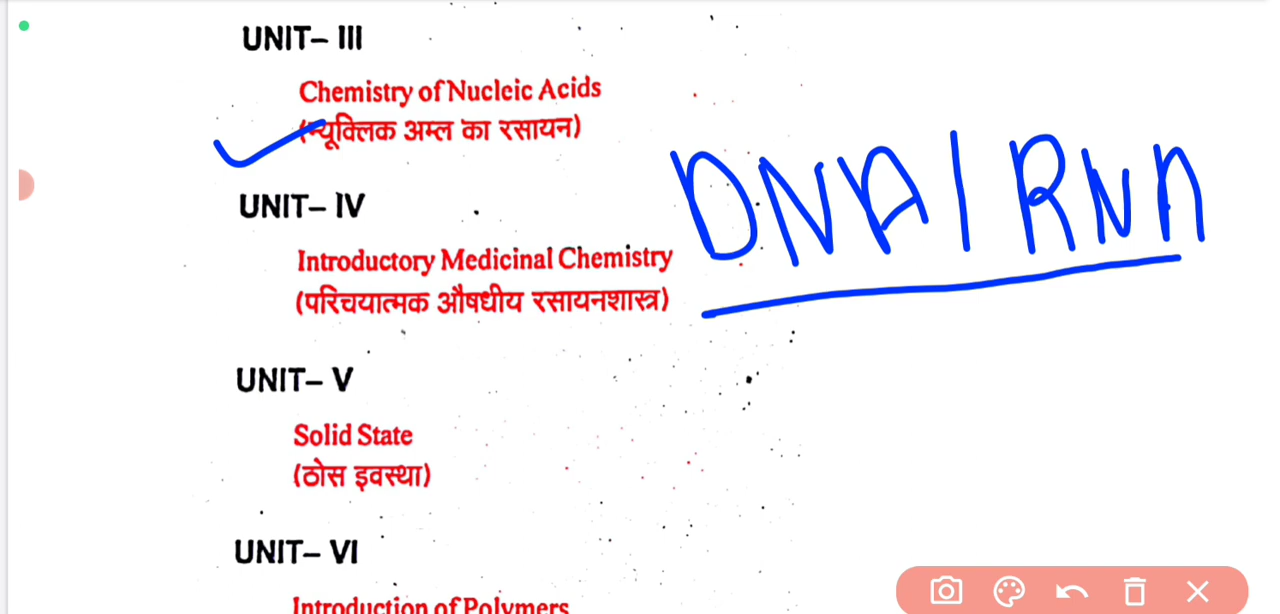 UNIT– III
Chemistry of Nucleic Acids
(न्यूक्लिक अम्ल का रसायन)
DNA/RNA
UNIT– IV
Introductory Medicinal Chemistry
(परिचयात्मक औषधीय रसायनशास्त्र)
UNIT– V
Solid State
(ठोस इवस्था)
UNIT– VI
Introduction of Polymers